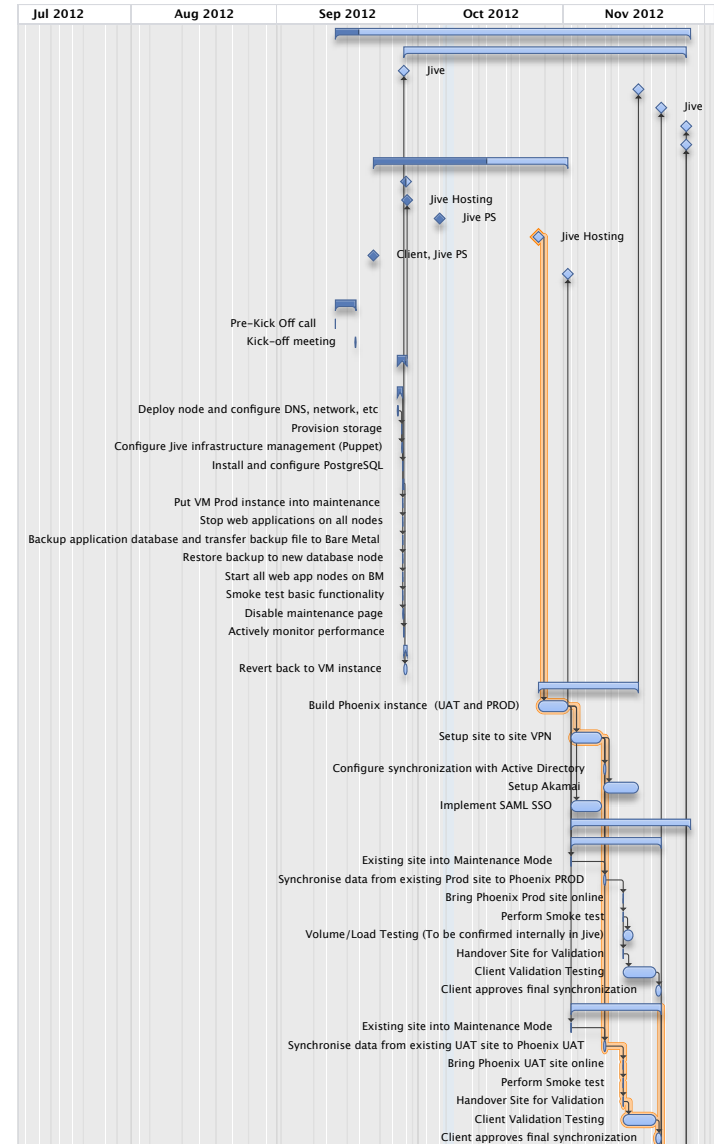 Jul 2012 Aug 2012 Sep 2012 Oct 2012 Nov 2012
Jive
Jive
Jive Hosting
Jive PS
Jive Hosting
Client, Jive PS
Pre-Kick Off call
Kick-off meeting
Deploy node and configure DNS, network, etc
Provision storage
Configure Jive infrastructure management (Puppet)
Install and configure PostgreSQL
Put VM Prod instance into maintenance
Stop web applications on all nodes
Backup application database and transfer backup file to Bare Metal
Restore backup to new database node
Start all web app nodes on BM
Smoke test basic functionality
Disable maintenance page
Actively monitor performance
Revert back to VM instance
Build Phoenix instance (UAT and PROD)
Setup site to site VPN
Configure synchronization with Active Directory
Setup Akamai
Implement SAML SSO
Existing site into Maintenance Mode
Synchronise data from existing Prod site to Phoenix PROD
Bring Phoenix Prod site online
Perform Smoke test
Volume/Load Testing (To be confirmed internally in Jive)
Handover Site for Validation
Client Validation Testing
Client approves final synchronization
Existing site into Maintenance Mode
Synchronise data from existing UAT site to Phoenix UAT
Bring Phoenix UAT site online
Perform Smoke test
Handover Site for Validation
Client Validation Testing
Client approves final synchronization